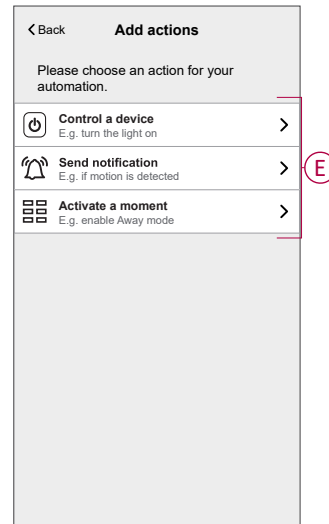 Back Add actions
Please choose an action for your
automation.
Control a device
E.g. turn the light on
Send notification
E.g. if motion is detected
E
Activate a moment
E.g. enable Away mode